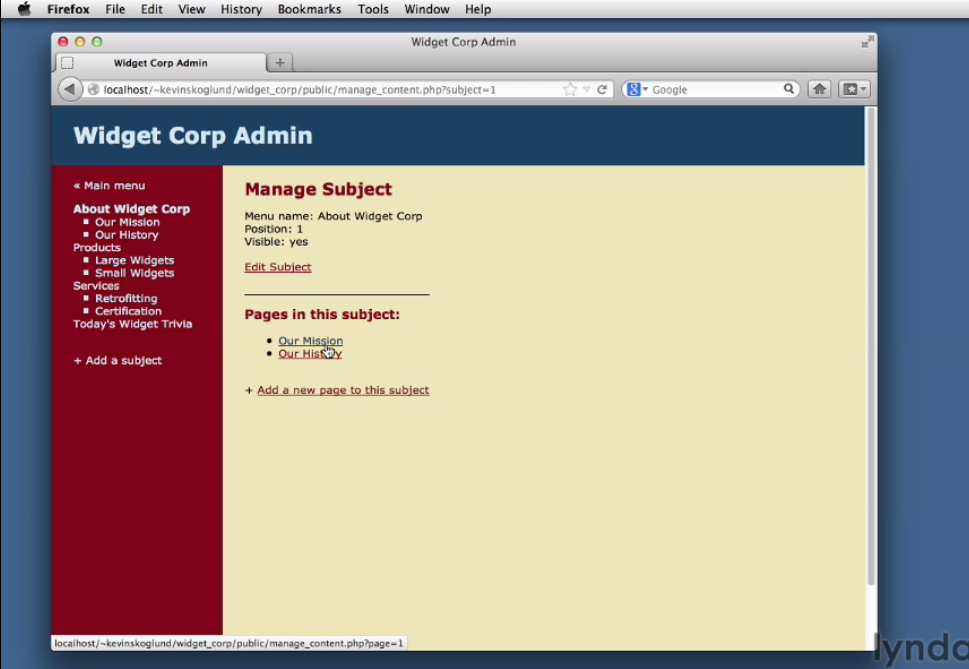 Firefox File Edit View History Bookmarks Tools Window Help
Widget Corp Admin
Widget Corp Admin
localhost/~kevinskoglund/widget_corp/public/manage_content.php?subject=1
Google
Widget Corp Admin
« Main menu
About Widget Corp
Our Mission
Our History
Products
Large Widgets
Small Widgets
Services
Retrofitting
Certification
Today's Widget Trivia
+ Add a subject
Manage Subject
Menu name: About Widget Corp
Position: 1
Visible: yes
Edit Subject
Pages in this subject:
Our Mission
Our History
+ Add a new page to this subject
localhost/~kevinskoglund/widget_corp/public/manage_content.php?page=1